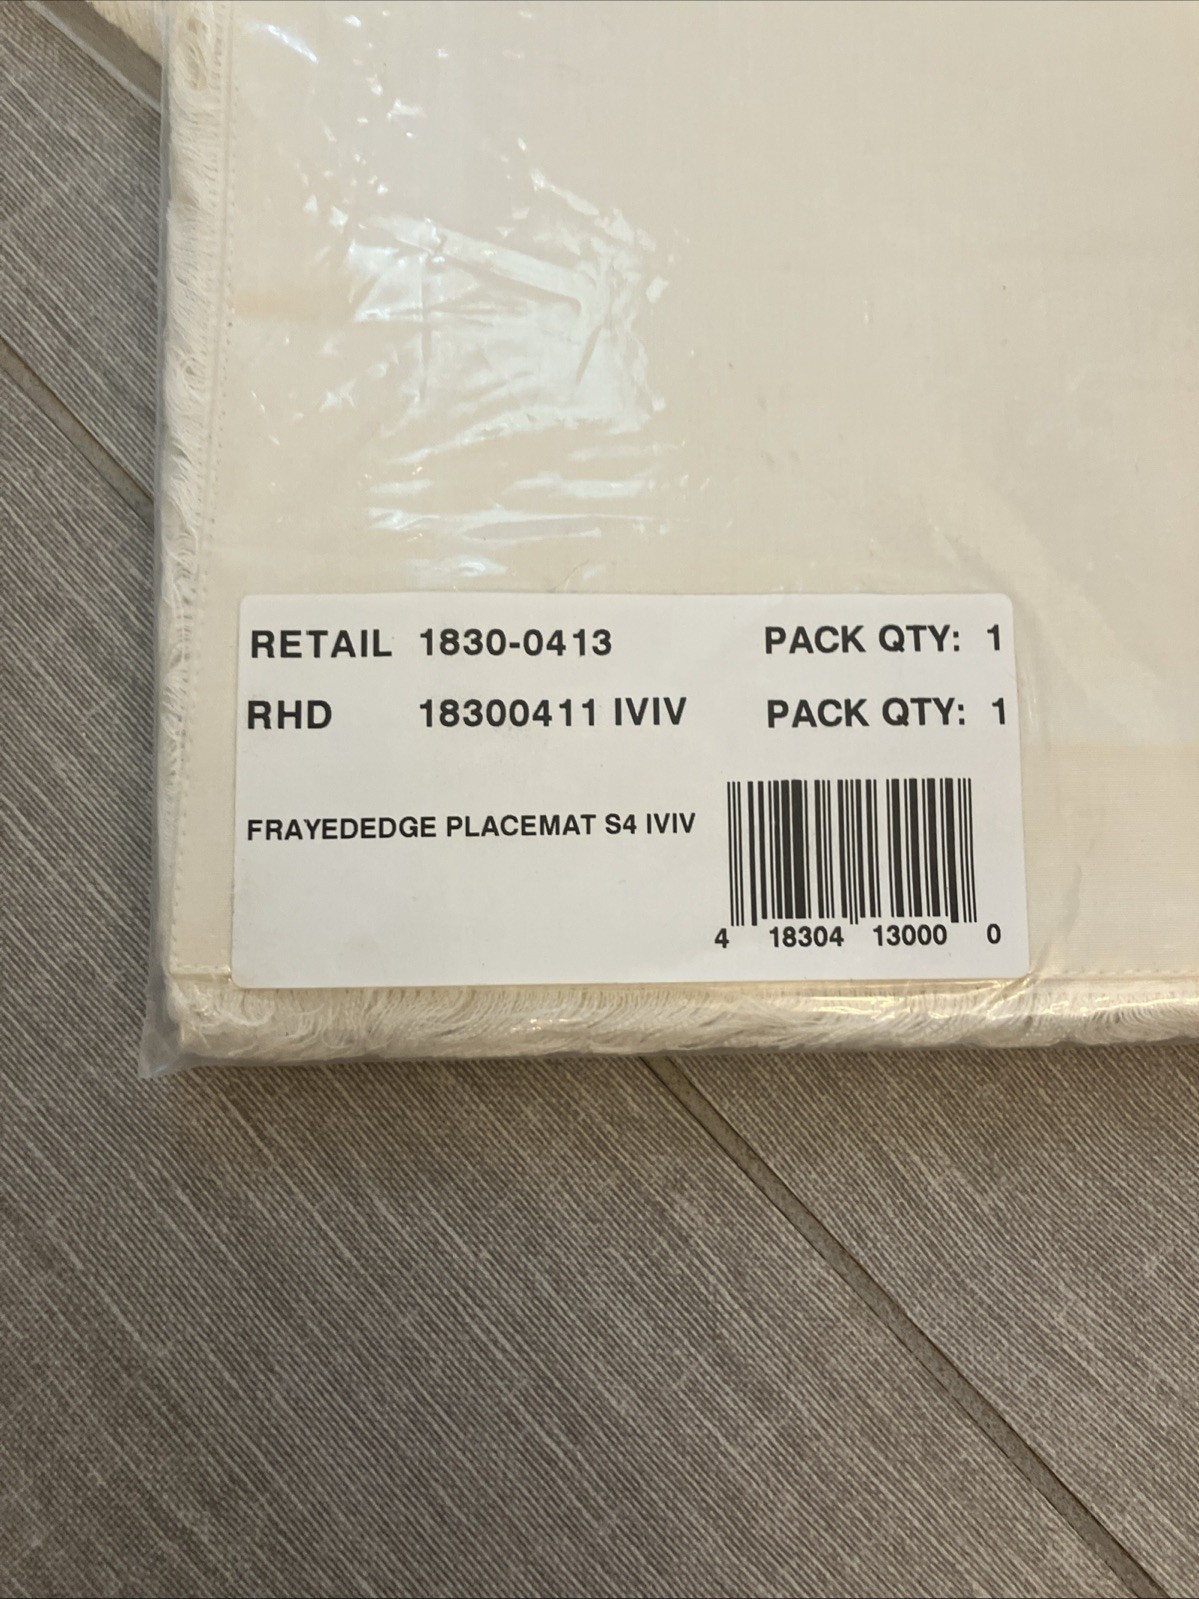 RETAIL 1830-0413 PACK QTY: 1
RHD 18300411 IVIV PACK QTY: 1
FRAYEDEDGE PLACEMAT S4 IVIV
4 18304 13000 0